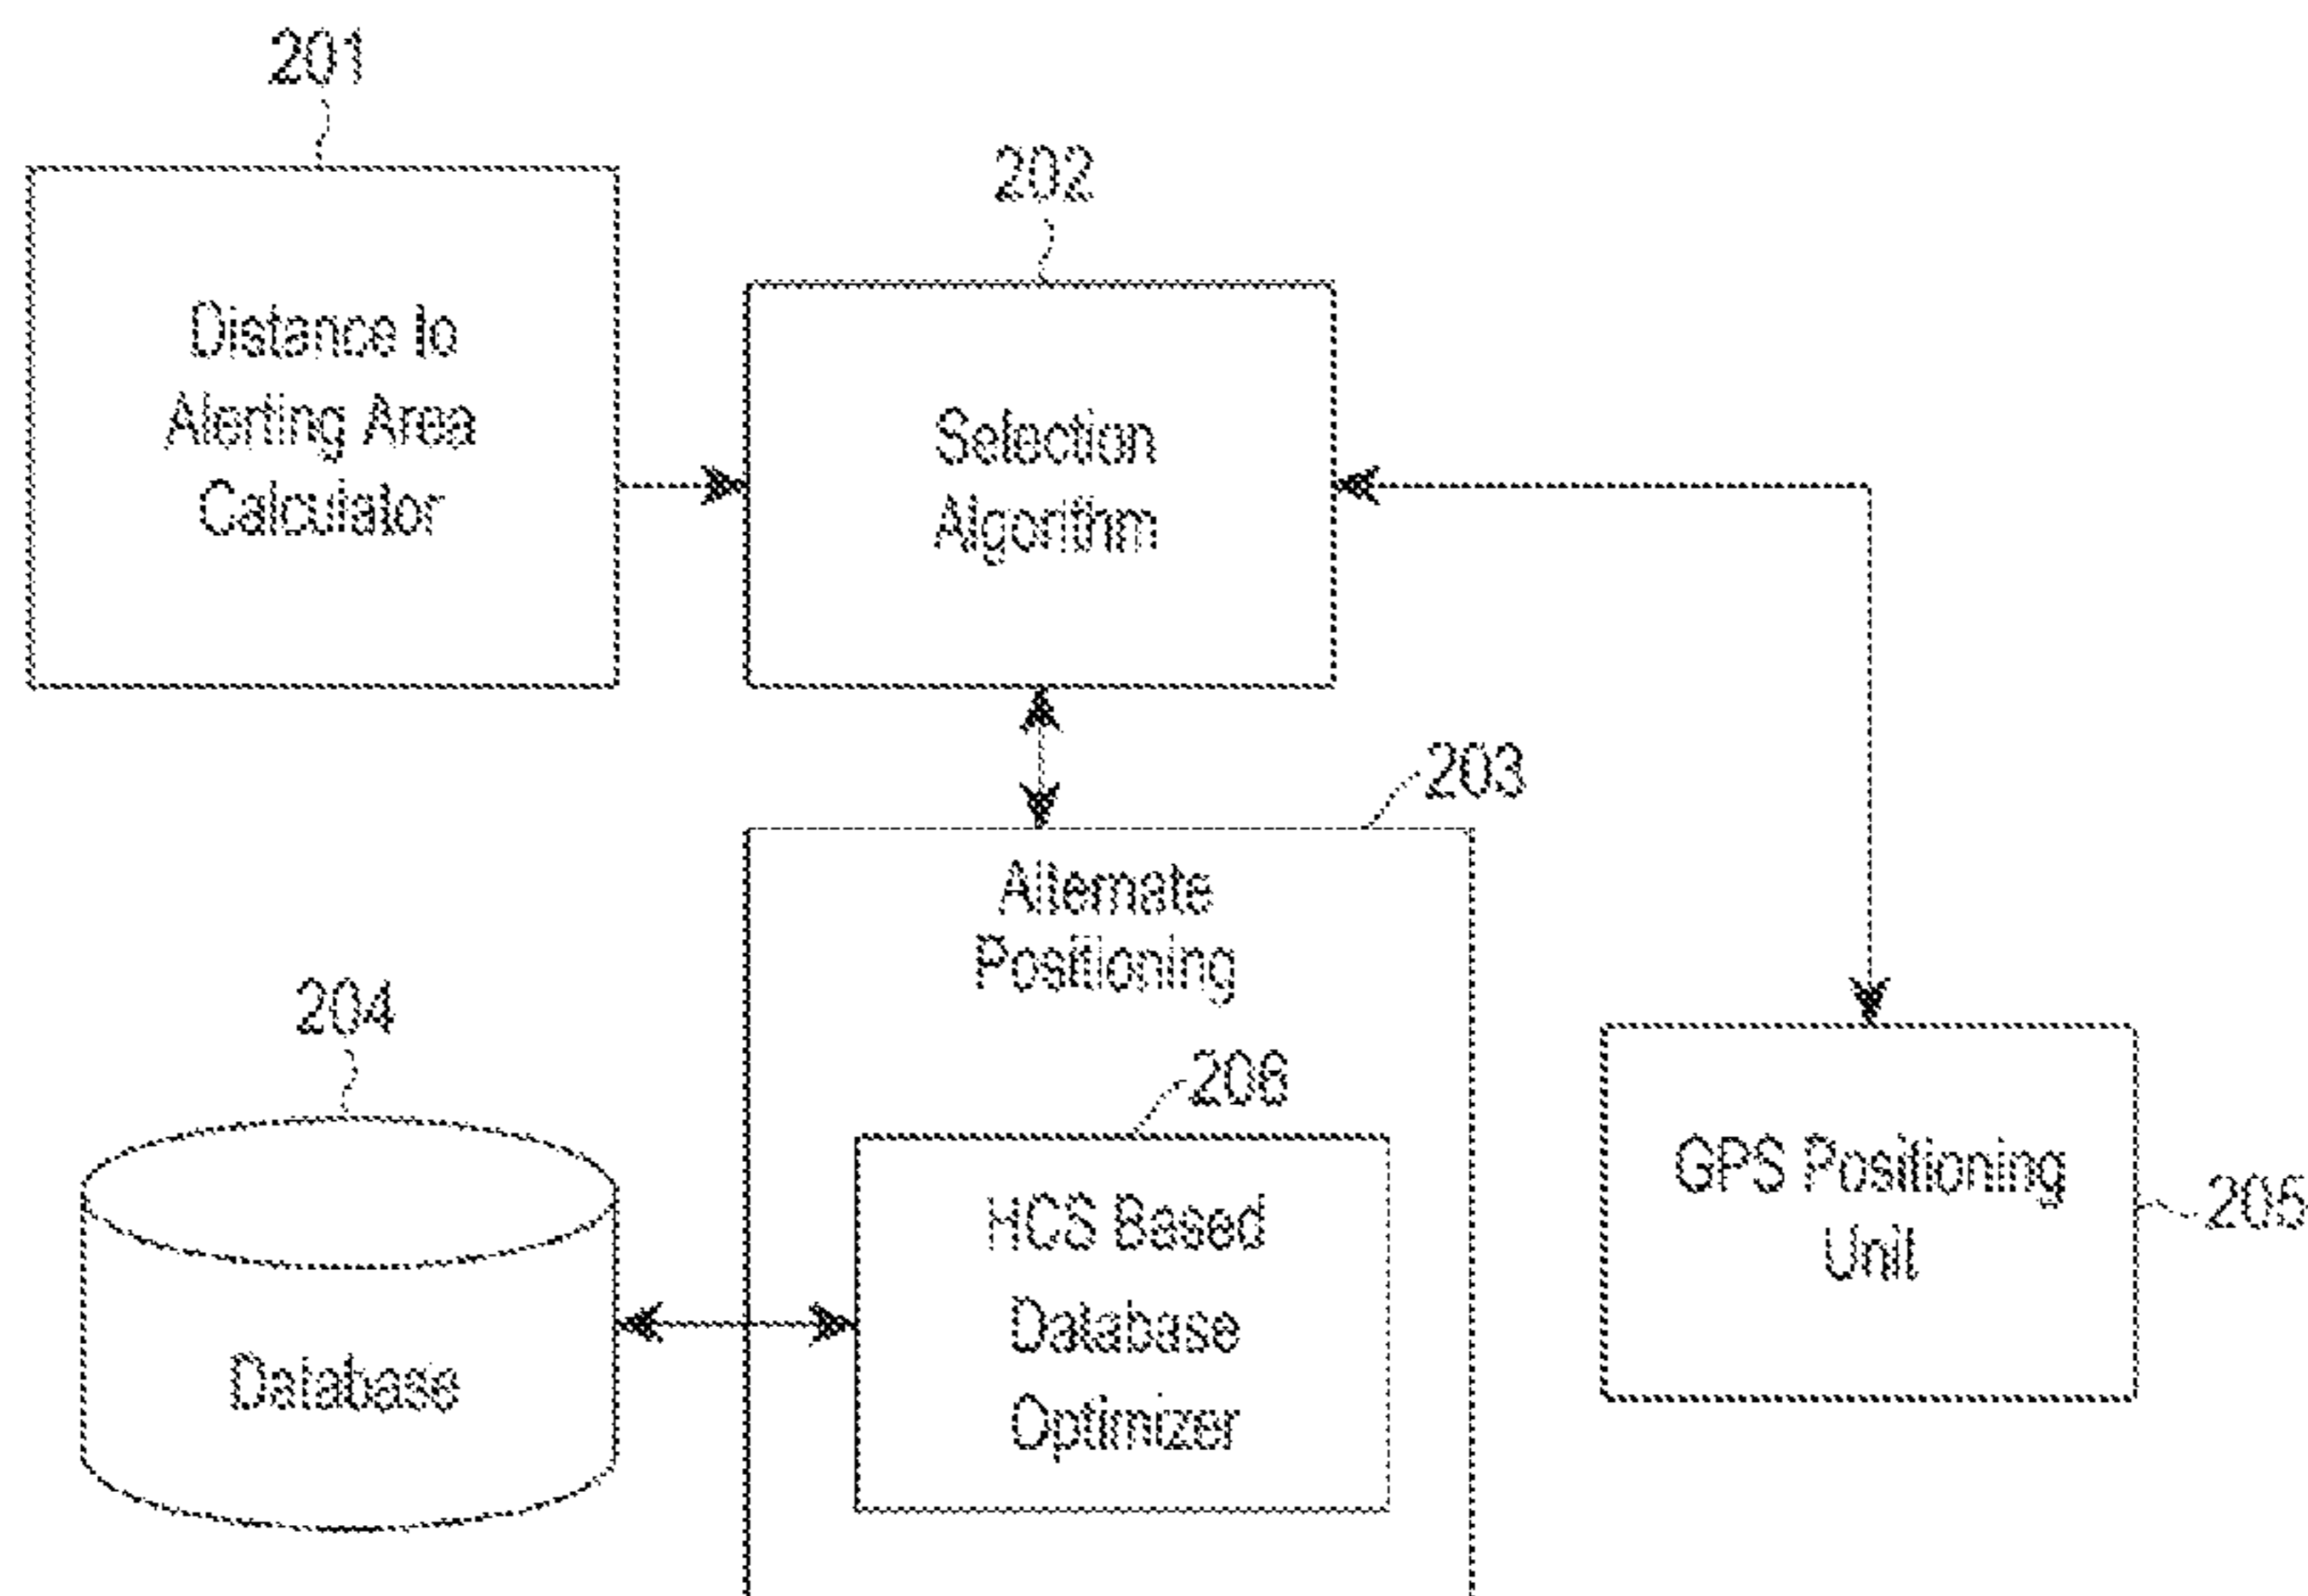 201
Distance to
Alerting Area
Calculator
202
Selection
Algorithm
203
Alternate
Positioning
204
Database
206
HCS Based
Database
Optimizer
GPS Positioning
Unit
205